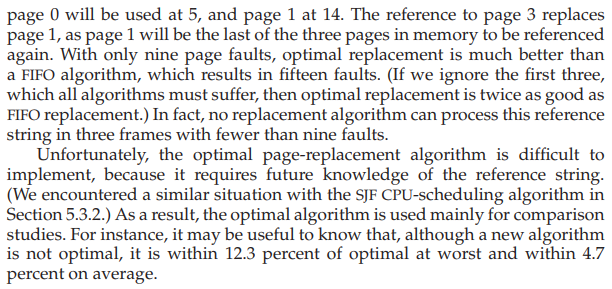 page 0 will be used at 5, and page 1 at 14. The reference to page 3 replaces
page 1, as page 1 will be the last of the three pages in memory to be referenced
again. With only nine page faults, optimal replacement is much better than
a FIFO algorithm, which results in fifteen faults. (If we ignore the first three,
which all algorithms must suffer, then optimal replacement is twice as good as
FIFO replacement.) In fact, no replacement algorithm can process this reference
string in three frames with fewer than nine faults.
Unfortunately, the optimal page-replacement algorithm is difficult to
implement, because it requires future knowledge of the reference string.
(We encountered a similar situation with the SJF CPU-scheduling algorithm in
Section 5.3.2.) As a result, the optimal algorithm is used mainly for comparison
studies. For instance, it may be useful to know that, although a new algorithm
is not optimal, it is within 12.3 percent of optimal at worst and within 4.7
percent on average.